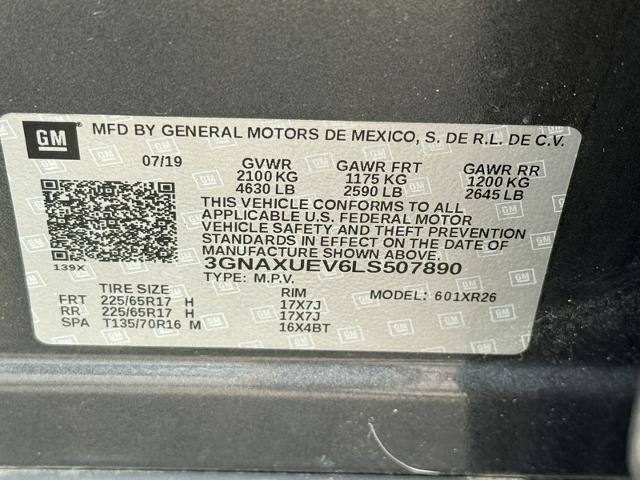 GM
MFD BY GENERAL MOTORS DE MEXICO, S. DE R.L. DE C.V.
07/19 GVWR GAWR FRT GAWR RR
2100 KG 1175 KG 1200 KG
4630 LB 2590 LB 2645 LB
THIS VEHICLE CONFORMS TO ALL
APPLICABLE U.S. FEDERAL MOTOR
VEHICLE SAFETY AND THEFT PREVENTION
STANDARDS IN EFFECT ON THE DATE OF
MANUFACTURE SHOWN ABOVE.
139X
3GNAXUEV6LS507890
TYPE: M.P.V.
TIRE SIZE RIM MODEL: 601XR26
FRT 225/65R17 H 17X7J
RR 225/65R17 H 17X7J
SPA T135/70R16 M 16X4BT